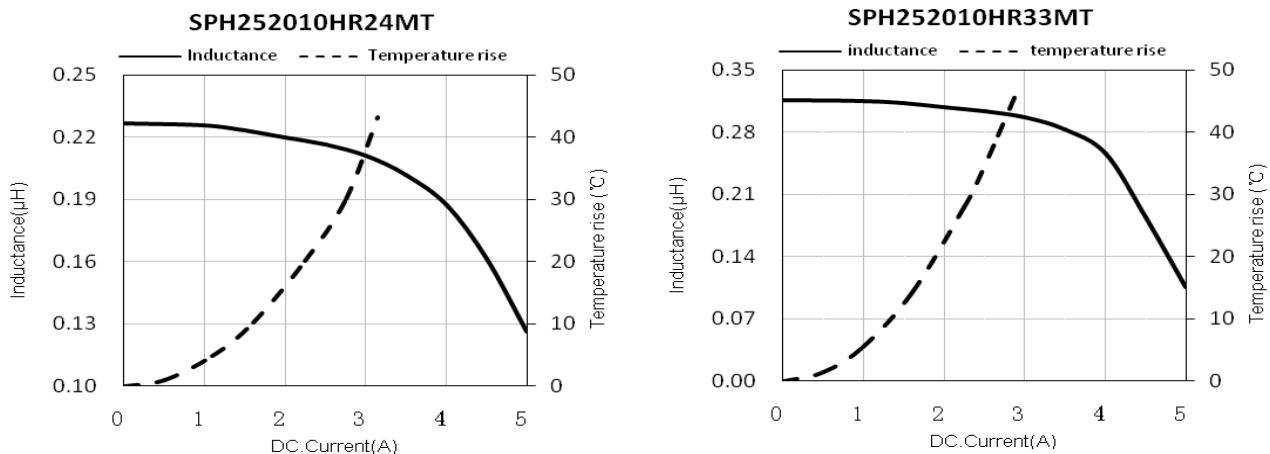 SPH252010HR24MT
Inductance Temperature rise
0.25 50
0.22 40
0.19 30
0.16 20
0.13 10
0.10 0
Inductance(μH)
Temperature rise (℃)
0 1 2 3 4 5
DC.Current(A)
SPH252010HR33MT
inductance temperature rise
0.35 50
0.28 40
0.21 30
0.14 20
0.07 10
0.00 0
Inductance(μH)
Temperature rise (℃)
0 1 2 3 4 5
DC.Current(A)